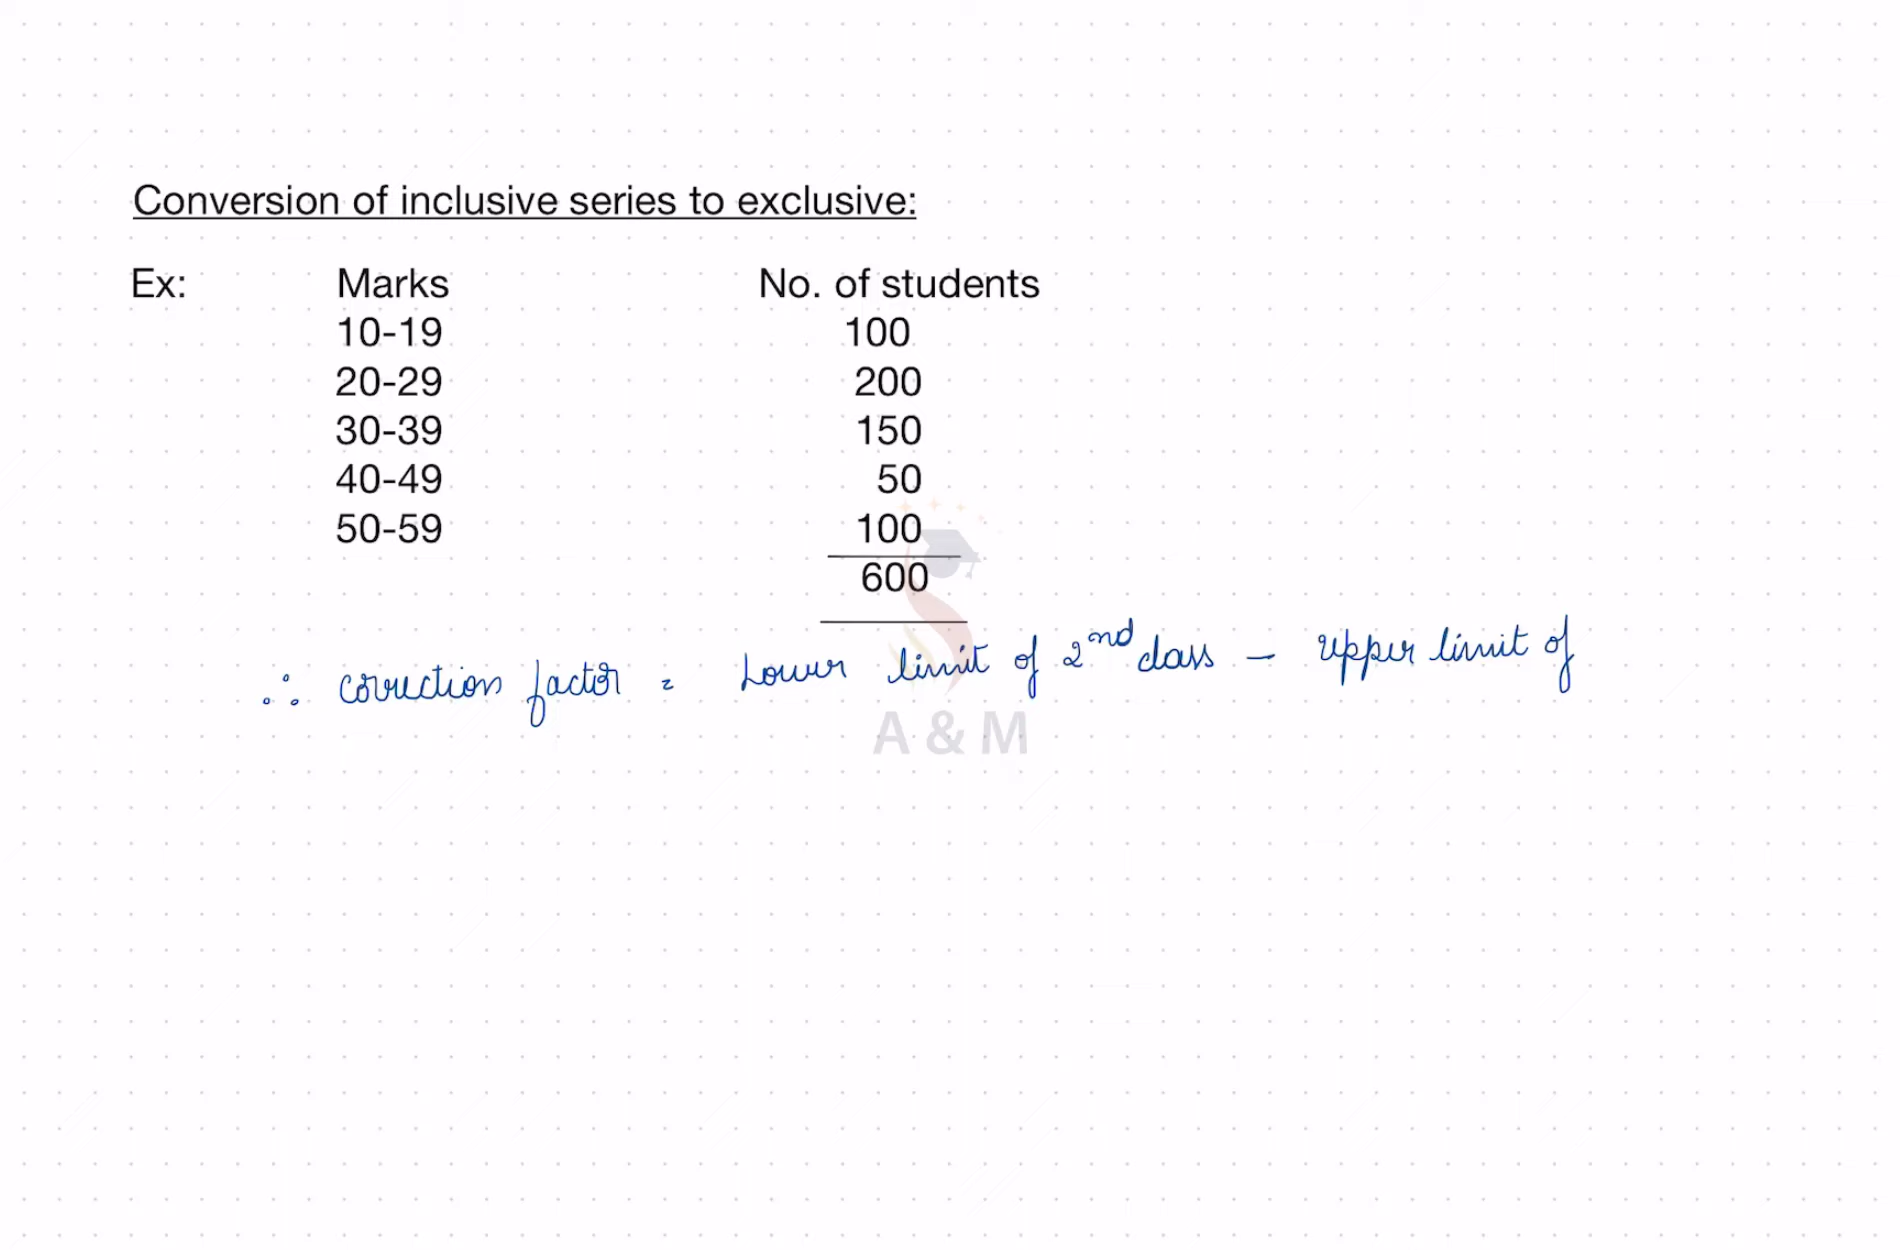 Conversion of inclusive series to exclusive:
Ex: Marks No. of students
10-19 100
20-29 200
30-39 150
40-49 50
50-59 100
600
∴ correction factor = Lower limit of 2nd class – upper limit of
A & M